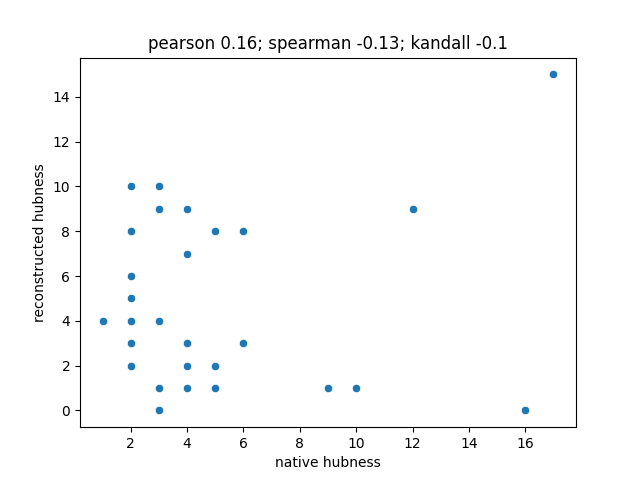 pearson 0.16; spearman -0.13; kandall -0.1
14
12
10
8
6
4
2
0
reconstructed hubness
2 4 6 8 10 12 14 16
native hubness